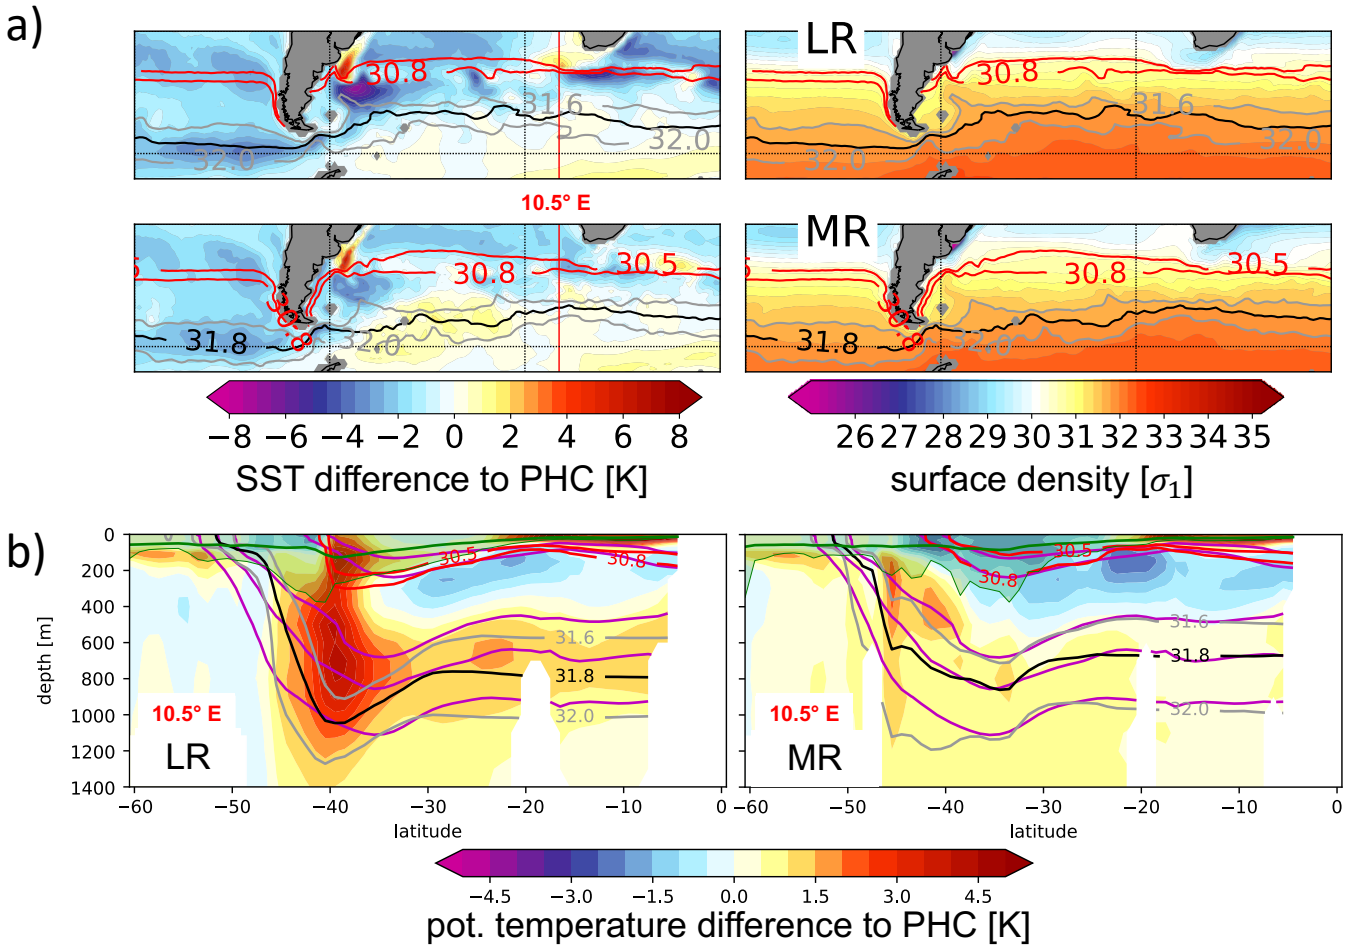 a)
30.8
31.6
32.0
32.0
LR
30.8
31.6
32.0
32.0
10.5° E
30.8
30.5
31.8
32.0
MR
30.8
30.5
31.8
32.0
−8 −6 −4 −2 0 2 4 6 8
SST difference to PHC [K]
26 27 28 29 30 31 32 33 34 35
surface density [σ₁]
b)
0
200
400
600
800
1000
1200
1400
depth [m]
30.5
30.8
31.6
31.8
32.0
10.5° E
LR
−60 −50 −40 −30 −20 −10 0
latitude
30.5
30.8
31.6
31.8
32.0
10.5° E
MR
−60 −50 −40 −30 −20 −10 0
latitude
−4.5 −3.0 −1.5 0.0 1.5 3.0 4.5
pot. temperature difference to PHC [K]